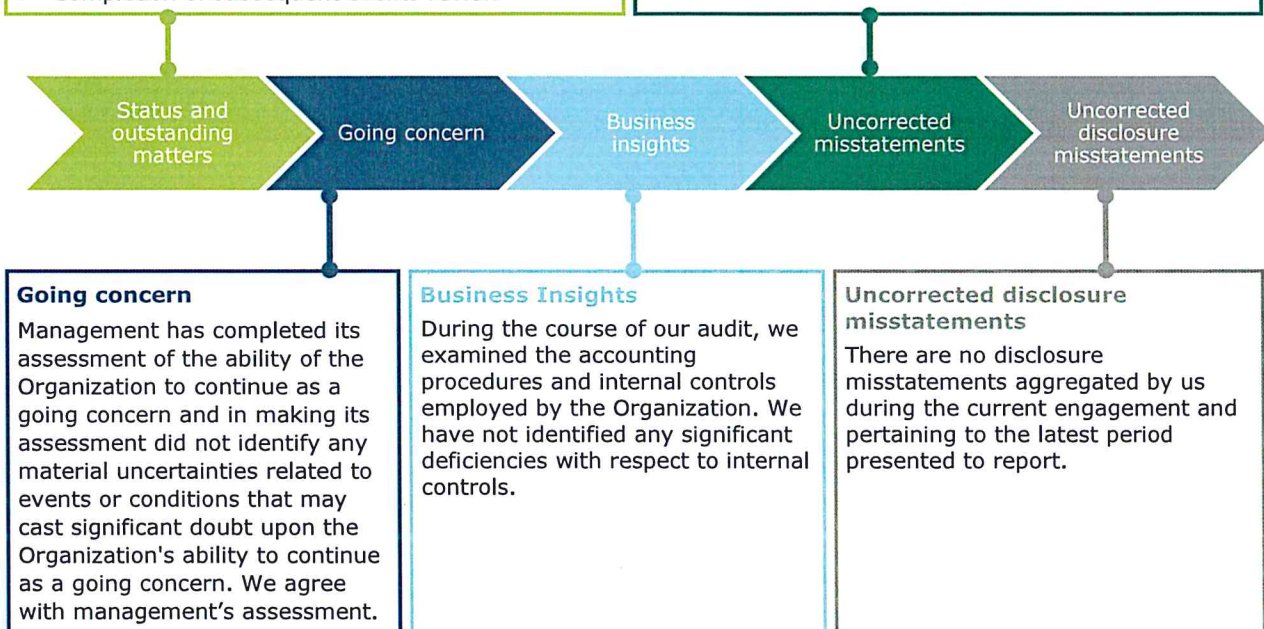 Status and
outstanding
matters
Going concern
Business
insights
Uncorrected
misstatements
Uncorrected
disclosure
misstatements
Going concern
Management has completed its
assessment of the ability of the
Organization to continue as a
going concern and in making its
assessment did not identify any
material uncertainties related to
events or conditions that may
cast significant doubt upon the
Organization's ability to continue
as a going concern. We agree
with management's assessment.
Business Insights
During the course of our audit, we
examined the accounting
procedures and internal controls
employed by the Organization. We
have not identified any significant
deficiencies with respect to internal
controls.
Uncorrected disclosure
misstatements
There are no disclosure
misstatements aggregated by us
during the current engagement and
pertaining to the latest period
presented to report.